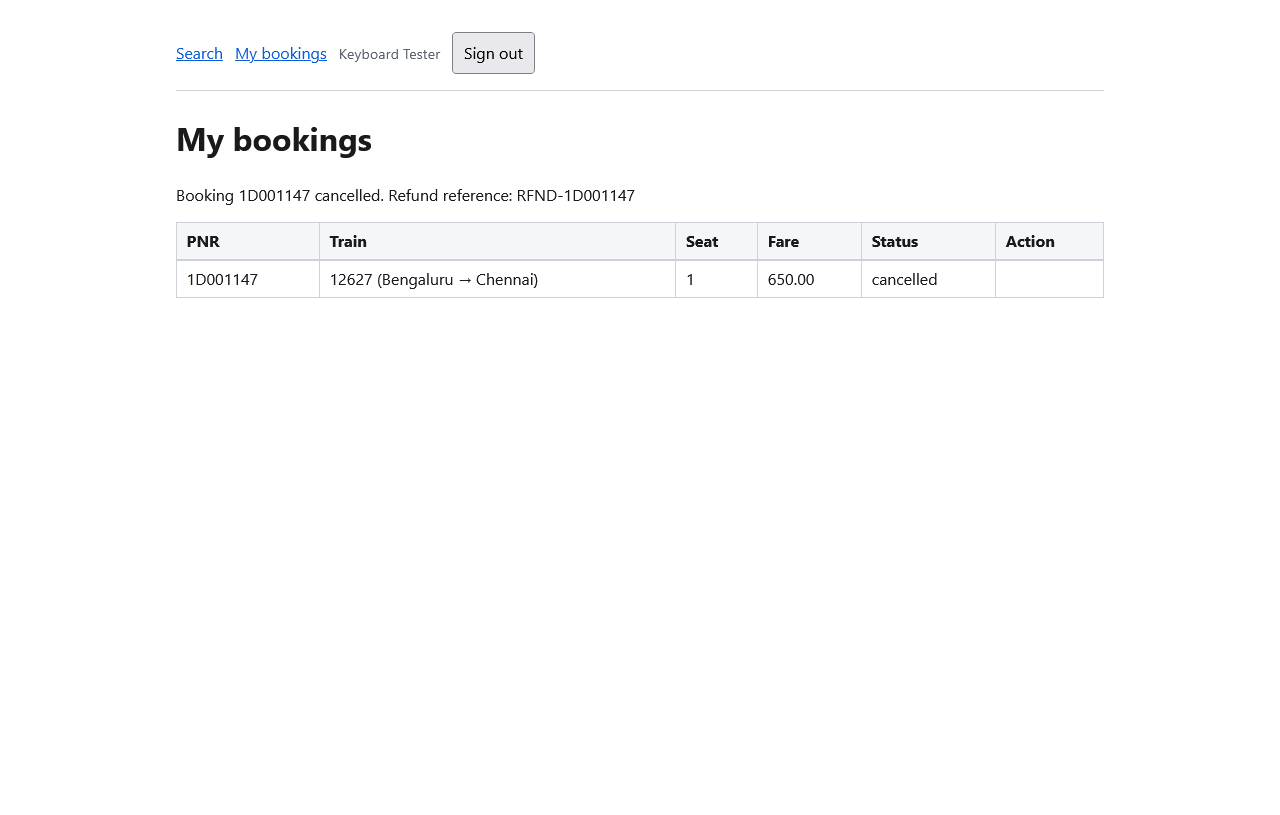 Search My bookings Keyboard Tester Sign out
My bookings
Booking 1D001147 cancelled. Refund reference: RFND-1D001147
PNR Train Seat Fare Status Action
1D001147 12627 (Bengaluru → Chennai) 1 650.00 cancelled